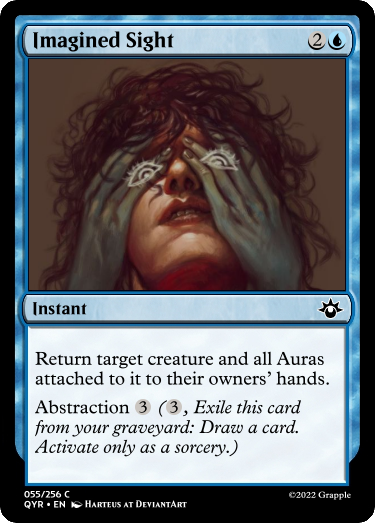 Imagined Sight 2
Instant
Return target creature and all Auras
attached to it to their owners' hands.
Abstraction 3 (3, Exile this card
from your graveyard: Draw a card.
Activate only as a sorcery.)
055/256 C
QYR • EN Harteus at DeviantArt
©2022 Grapple